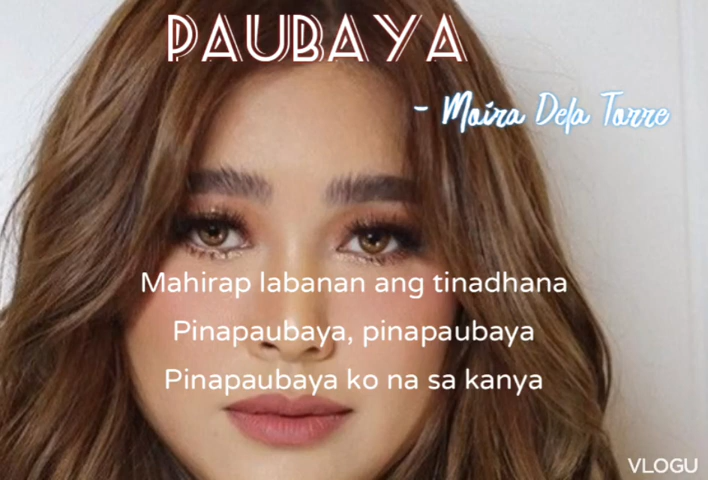 PAUBAYA
- Moira Dela Torre
Mahirap labanan ang tinadhana
Pinapaubaya, pinapaubaya
Pinapaubaya ko na sa kanya
VLOGU